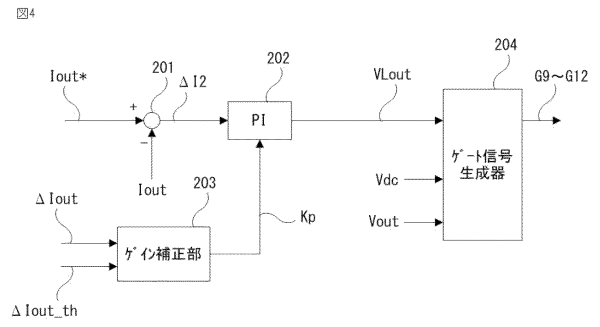 図4
Iout*
201
ΔI2
202
VLout
204
G9～G12
+
−
PI
ｹﾞｰﾄ信号
生成器
Iout
Vdc
Vout
ΔIout
203
Kp
ｹﾞｲﾝ補正部
ΔIout_th